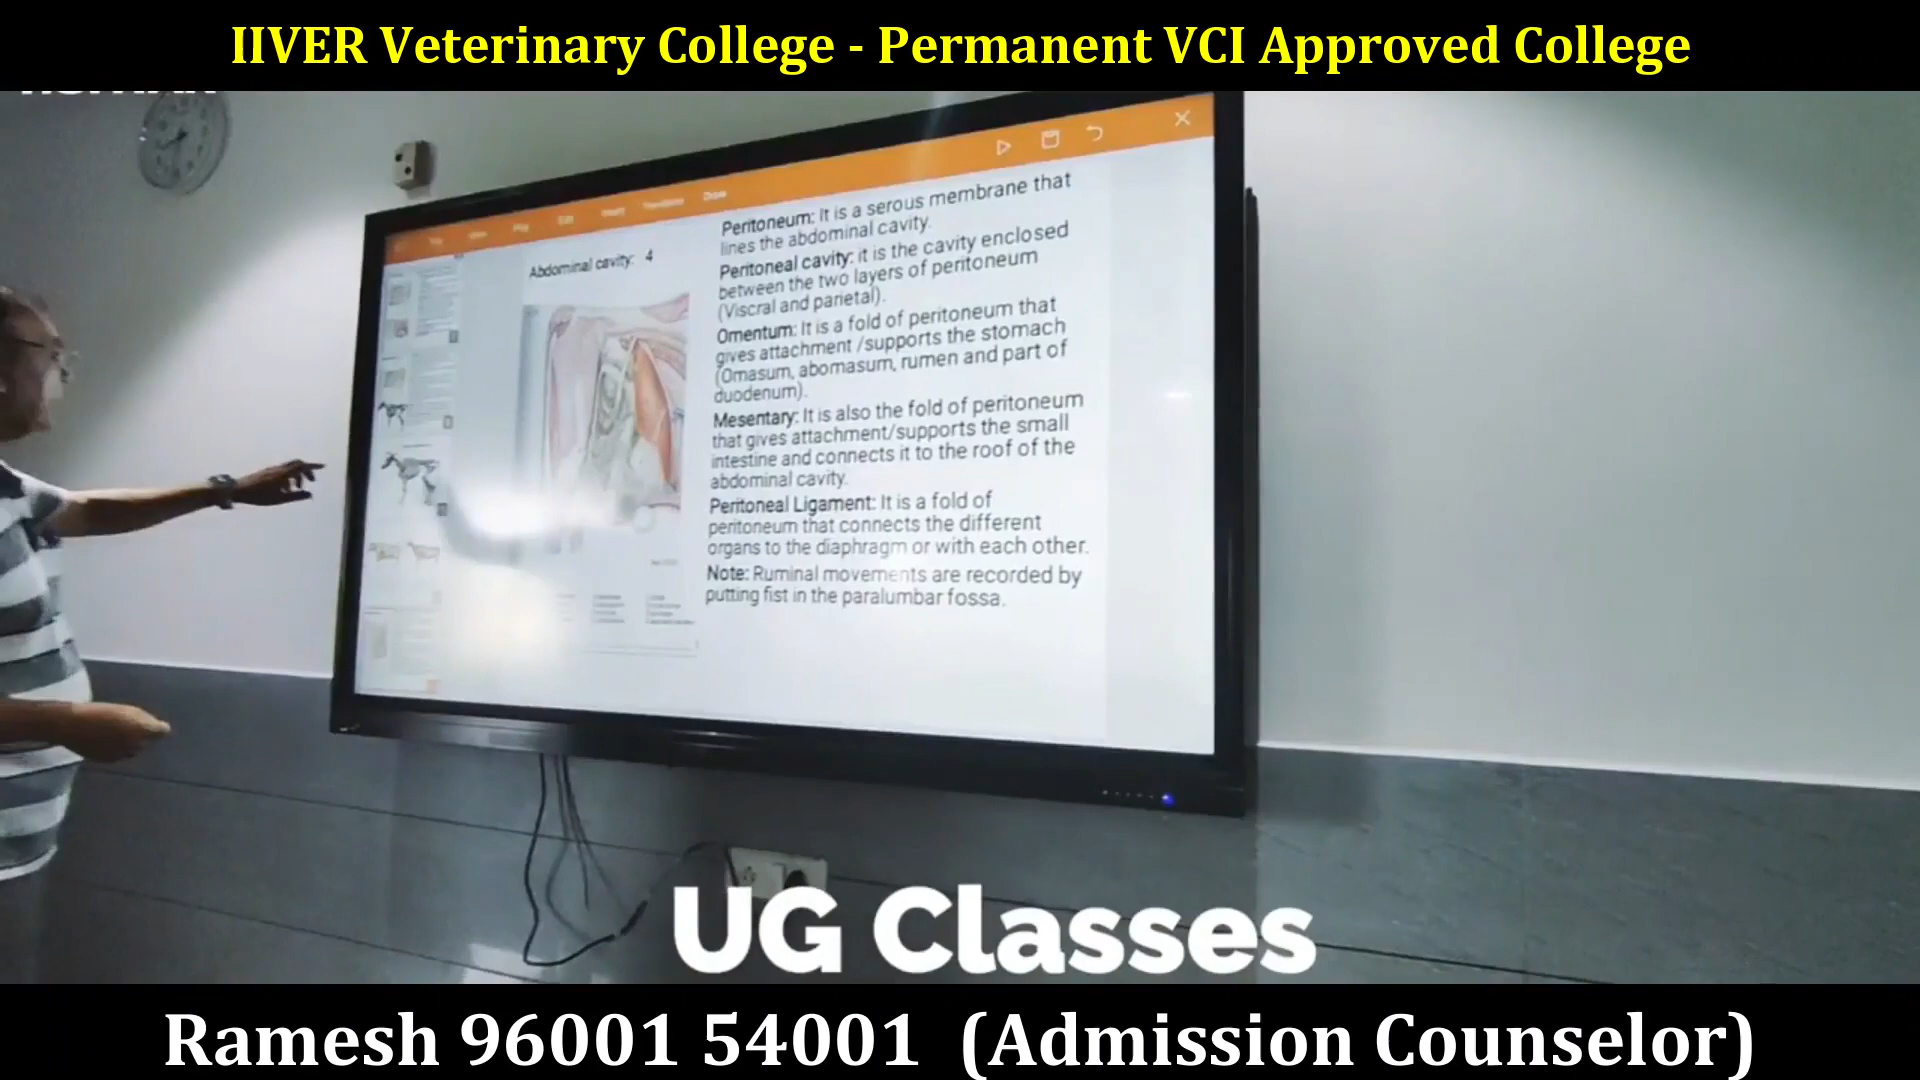 IIVER Veterinary College - Permanent VCI Approved College
Edit
Insert
Draw
Abdominal cavity: 4
Peritoneum: It is a serous membrane that
lines the abdominal cavity.
Peritoneal cavity: it is the cavity enclosed
between the two layers of peritoneum
(Viscral and parietal).
Omentum: It is a fold of peritoneum that
gives attachment /supports the stomach
(Omasum, abomasum, rumen and part of
duodenum).
Mesentary: It is also the fold of peritoneum
that gives attachment/supports the small
intestine and connects it to the roof of the
abdominal cavity.
Peritoneal Ligament: It is a fold of
peritoneum that connects the different
organs to the diaphragm or with each other.
Note: Ruminal movements are recorded by
putting fist in the paralumbar fossa.
UG Classes
Ramesh 96001 54001 (Admission Counselor)